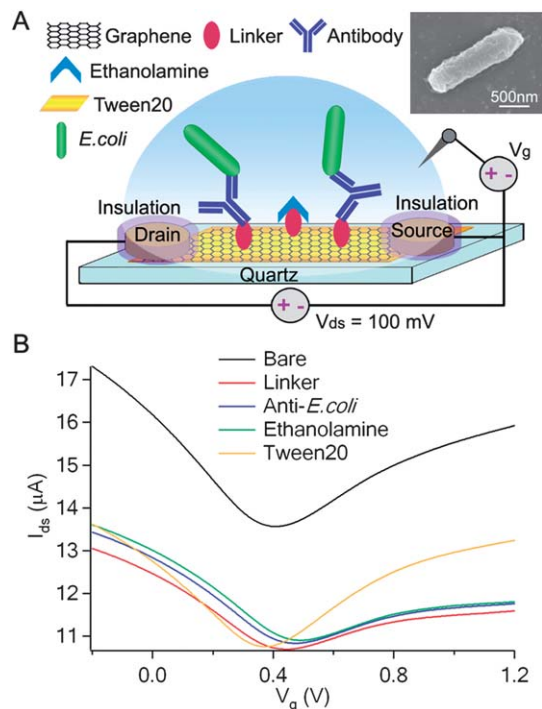 A
Graphene Linker Antibody
Ethanolamine
Tween20
E.coli
500nm
Vg
Insulation
Insulation
Drain
Source
Quartz
+ -
+ -
Vds = 100 mV
B
Bare
Linker
Anti-E.coli
Ethanolamine
Tween20
17
16
15
14
13
12
11
Ids (μA)
0.0 0.4 0.8 1.2
Vg (V)